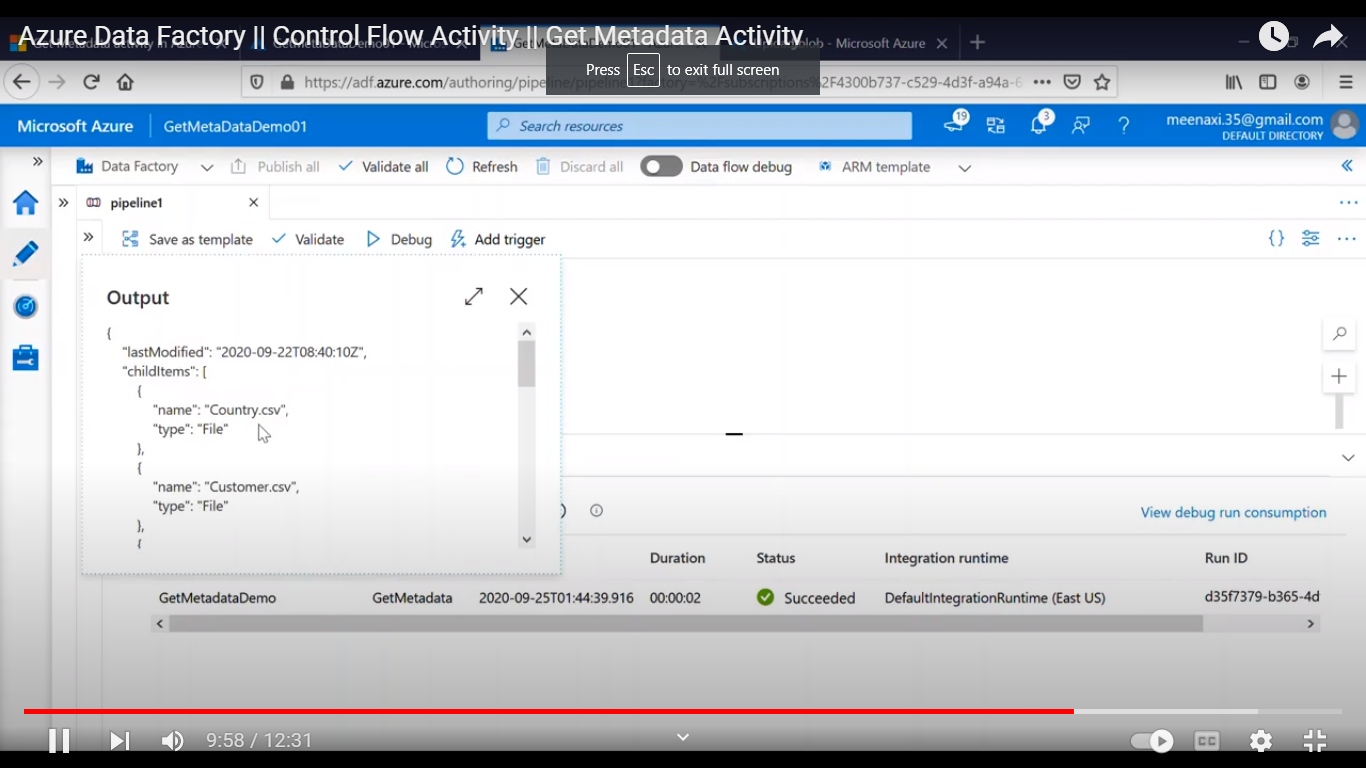 Azure Data Factory || Control Flow Activity || Get Metadata Activity
blob - Microsoft Azure
Press Esc to exit full screen
https://adf.azure.com/authoring/pipeline/pipeline1?factory=%2Fsubscriptions%2F4300b737-c529-4d3f-a94a-6
Microsoft Azure GetMetaDataDemo01 Search resources 19 3 meenaxi.35@gmail.com
DEFAULT DIRECTORY
Data Factory Publish all Validate all Refresh Discard all Data flow debug ARM template
pipeline1
Save as template Validate Debug Add trigger
Output
{
"lastModified": "2020-09-22T08:40:10Z",
"childItems": [
{
"name": "Country.csv",
"type": "File"
},
{
"name": "Customer.csv",
"type": "File"
},
{
View debug run consumption
Duration Status Integration runtime Run ID
GetMetadataDemo GetMetadata 2020-09-25T01:44:39.916 00:00:02 Succeeded DefaultIntegrationRuntime (East US) d35f7379-b365-4d
9:58 / 12:31 CC